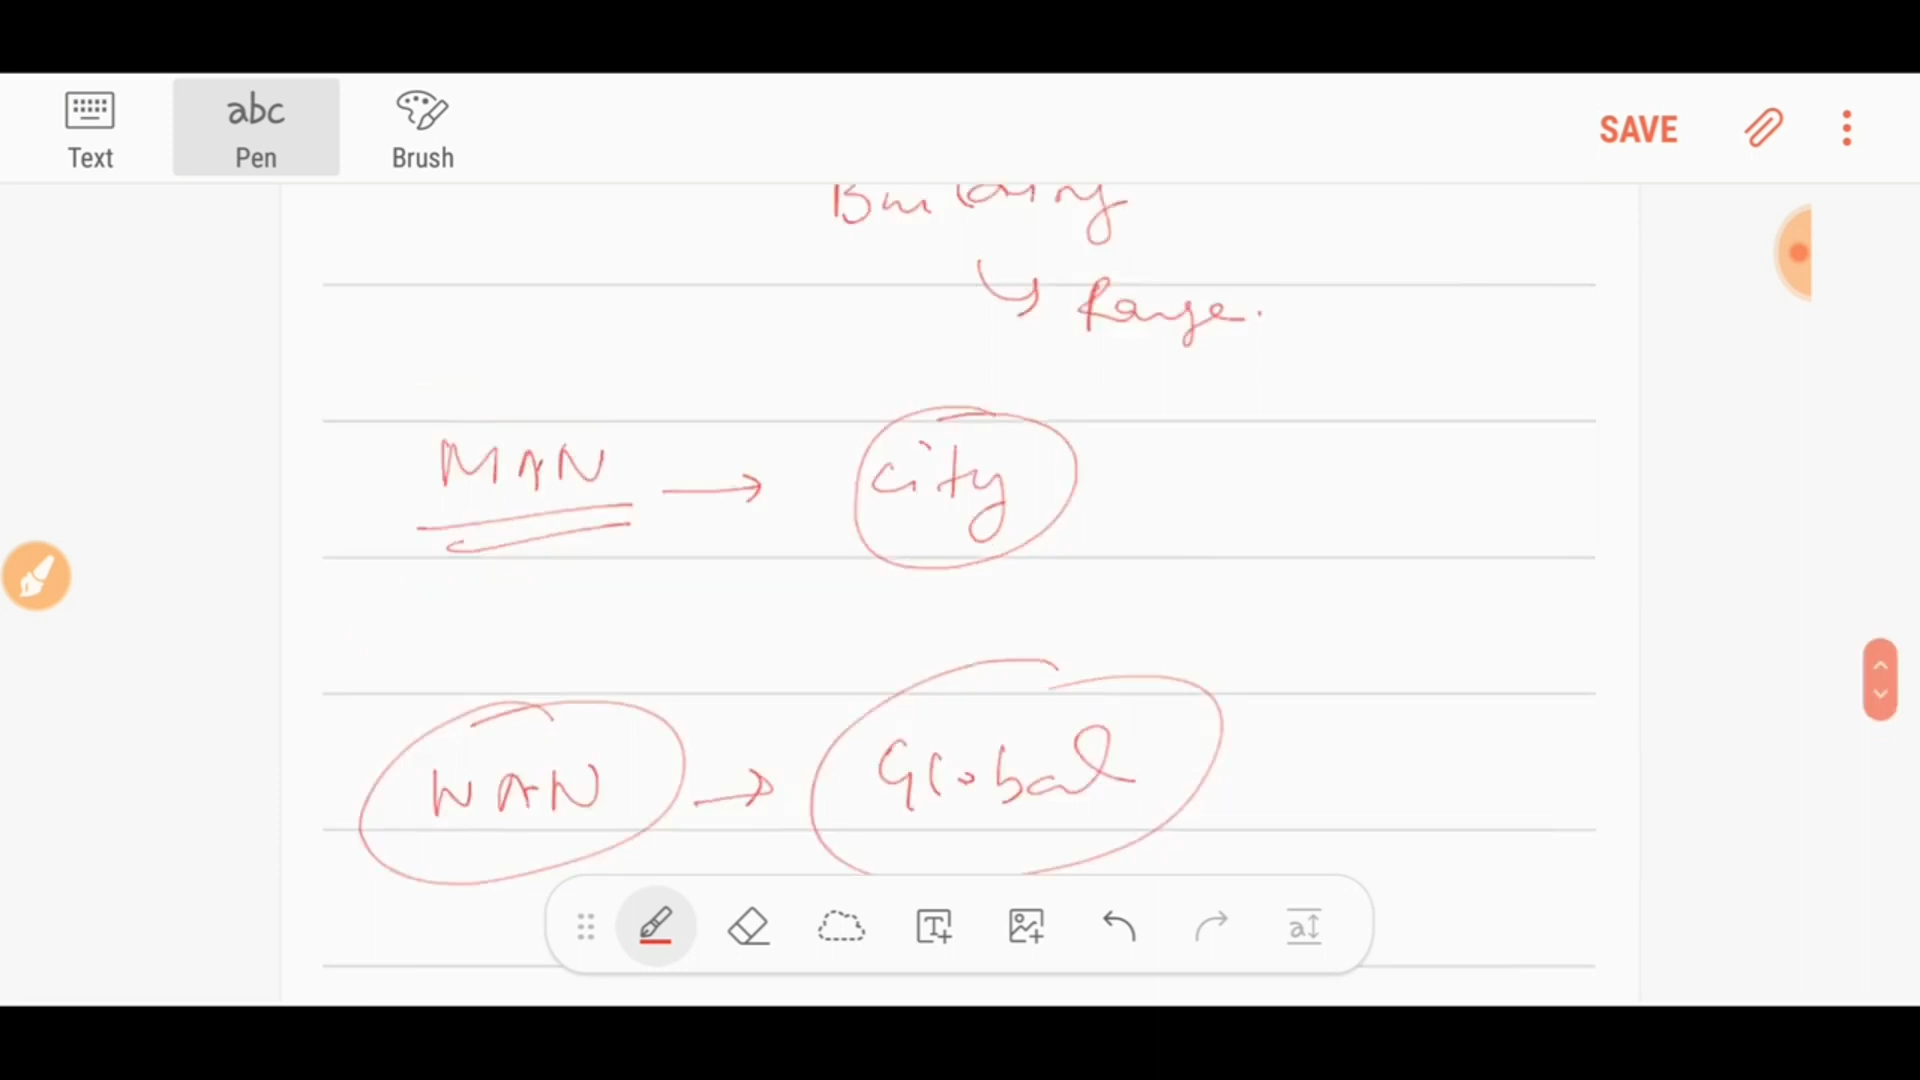 Text
abc
Pen
Brush
SAVE
Building
↳ Range.
MAN → city
WAN → Global